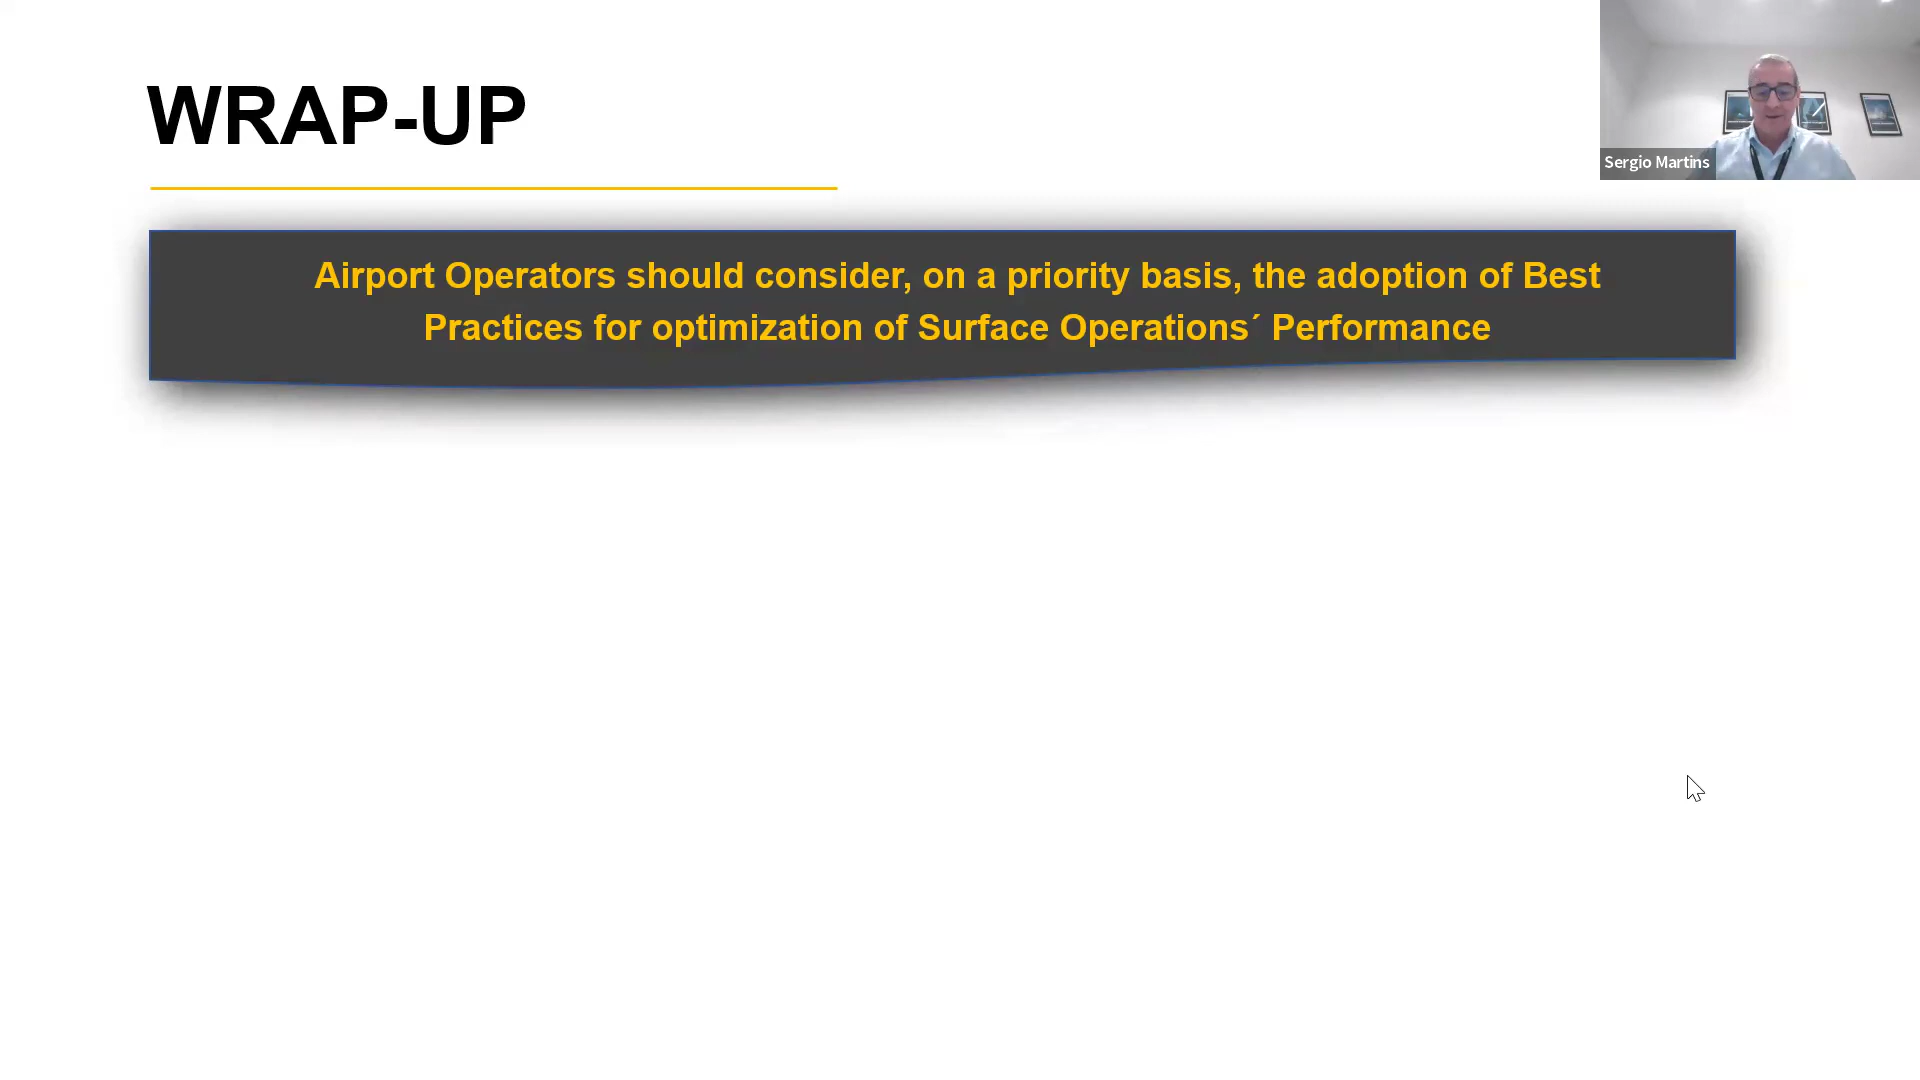 WRAP-UP
Sergio Martins
Airport Operators should consider, on a priority basis, the adoption of Best
Practices for optimization of Surface Operations´ Performance